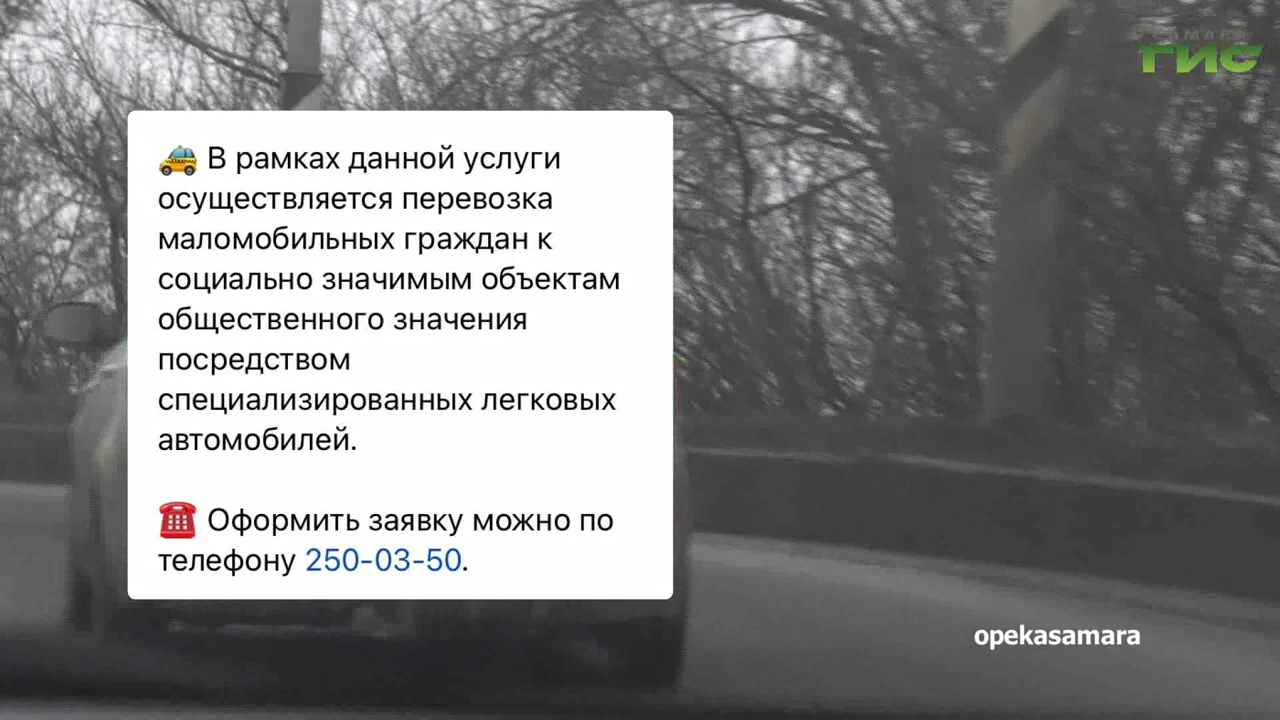 САМАРА
ГИС
🚕 В рамках данной услуги
осуществляется перевозка
маломобильных граждан к
социально значимым объектам
общественного значения
посредством
специализированных легковых
автомобилей.
☎️ Оформить заявку можно по
телефону 250-03-50.
opekasamara